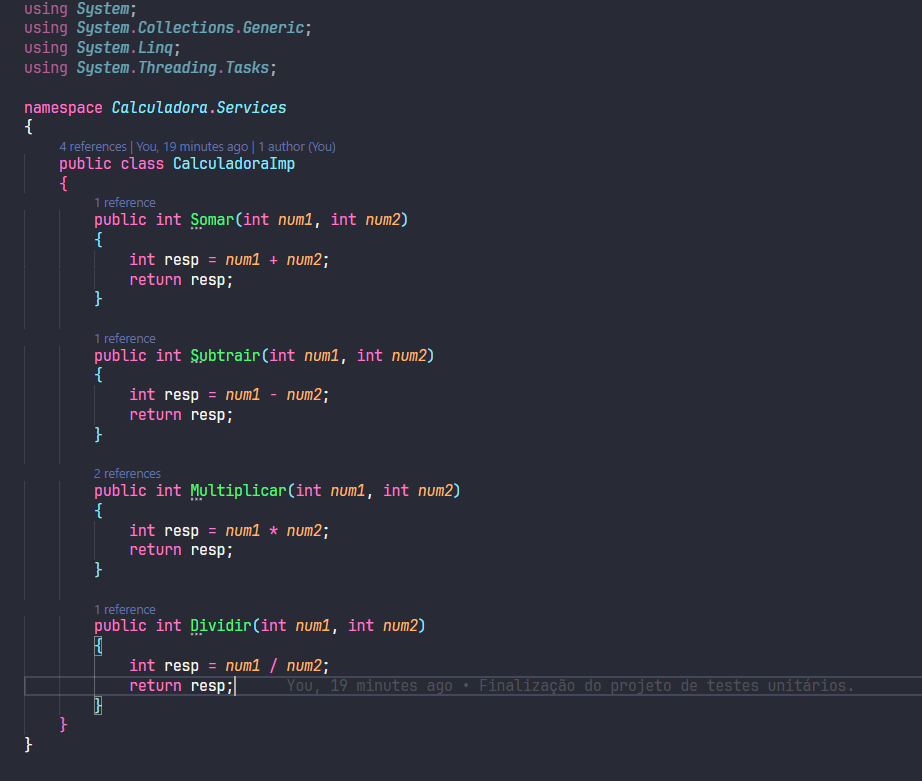 using System;
using System.Collections.Generic;
using System.Linq;
using System.Threading.Tasks;
namespace Calculadora.Services
{
4 references | You, 19 minutes ago | 1 author (You)
public class CalculadoraImp
{
1 reference
public int Somar(int num1, int num2)
{
int resp = num1 + num2;
return resp;
}
1 reference
public int Subtrair(int num1, int num2)
{
int resp = num1 - num2;
return resp;
}
2 references
public int Multiplicar(int num1, int num2)
{
int resp = num1 * num2;
return resp;
}
1 reference
public int Dividir(int num1, int num2)
{
int resp = num1 / num2;
return resp; You, 19 minutes ago • Finalização do projeto de testes unitários.
}
}
}